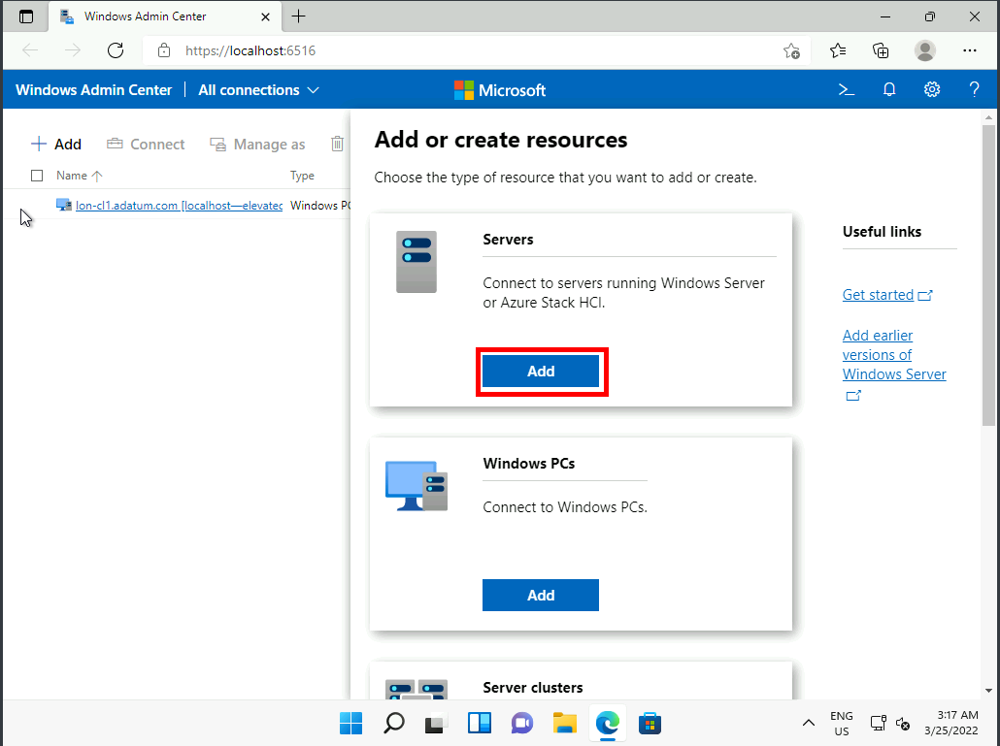 Windows Admin Center
https://localhost:6516
Windows Admin Center All connections Microsoft ?
Add Connect Manage as
Name Type
lon-cl1.adatum.com [localhost—elevated Windows PC
Add or create resources
Choose the type of resource that you want to add or create.
Servers
Connect to servers running Windows Server
or Azure Stack HCI.
Add
Windows PCs
Connect to Windows PCs.
Add
Server clusters
Useful links
Get started
Add earlier
versions of
Windows Server
ENG
US
3:17 AM
3/25/2022